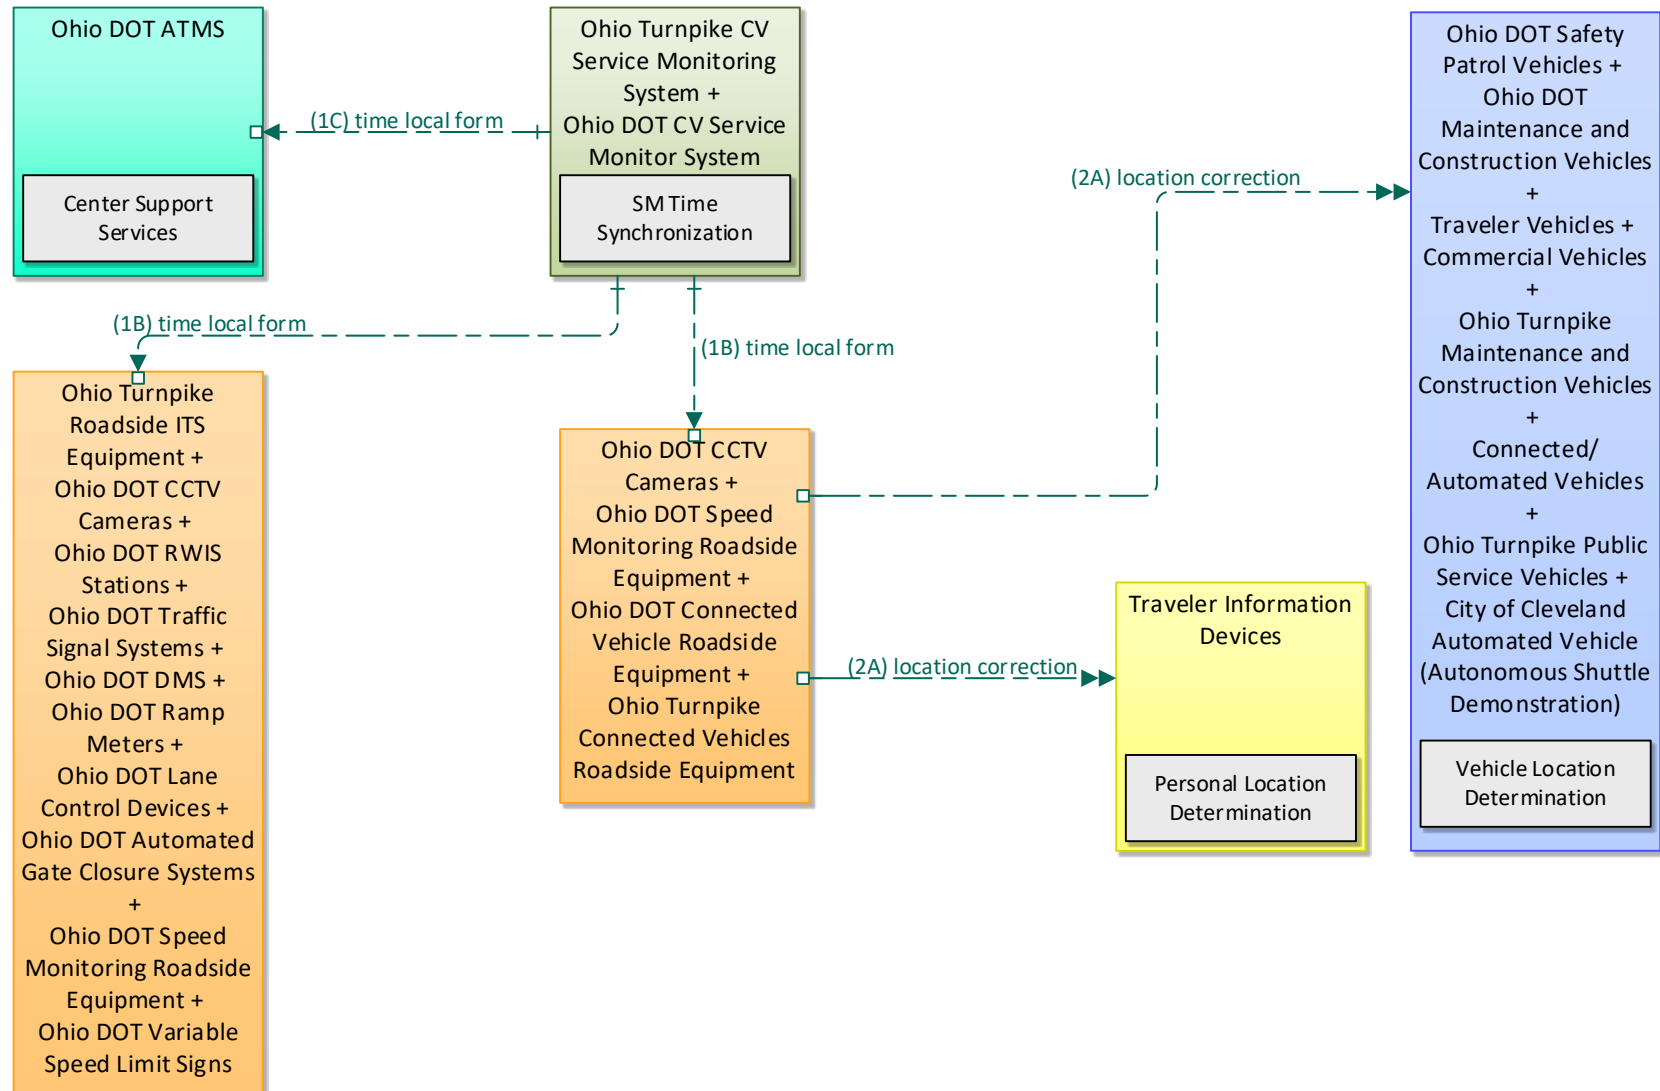 Ohio DOT ATMS
Center Support
Services
(1C) time local form
Ohio Turnpike CV
Service Monitoring
System +
Ohio DOT CV Service
Monitor System
SM Time
Synchronization
(1B) time local form
(1B) time local form
Ohio Turnpike
Roadside ITS
Equipment +
Ohio DOT CCTV
Cameras +
Ohio DOT RWIS
Stations +
Ohio DOT Traffic
Signal Systems +
Ohio DOT DMS +
Ohio DOT Ramp
Meters +
Ohio DOT Lane
Control Devices +
Ohio DOT Automated
Gate Closure Systems
+
Ohio DOT Speed
Monitoring Roadside
Equipment +
Ohio DOT Variable
Speed Limit Signs
Ohio DOT CCTV
Cameras +
Ohio DOT Speed
Monitoring Roadside
Equipment +
Ohio DOT Connected
Vehicle Roadside
Equipment +
Ohio Turnpike
Connected Vehicles
Roadside Equipment
(2A) location correction
(2A) location correction
Traveler Information
Devices
Personal Location
Determination
Ohio DOT Safety
Patrol Vehicles +
Ohio DOT
Maintenance and
Construction Vehicles
+
Traveler Vehicles +
Commercial Vehicles
+
Ohio Turnpike
Maintenance and
Construction Vehicles
+
Connected/
Automated Vehicles
+
Ohio Turnpike Public
Service Vehicles +
City of Cleveland
Automated Vehicle
(Autonomous Shuttle
Demonstration)
Vehicle Location
Determination